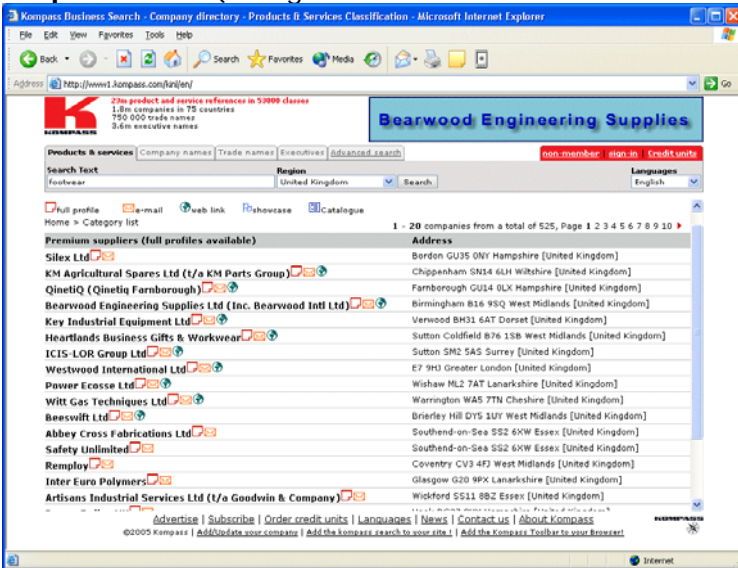 Kompass Business Search - Company directory - Products & Services Classification - Microsoft Internet Explorer
File Edit View Favorites Tools Help
Back Search Favorites Media
Address http://www1.kompass.com/kinl/en/ Go
23m product and service references in 53000 classes
1.8m companies in 75 countries
750 000 trade names
3.6m executive names
KOMPASS
Bearwood Engineering Supplies
Products & services Company names Trade names Executives Advanced search non-member sign-in Credit units
Search Text Region Languages
footwear United Kingdom Search English
full profile e-mail web link showcase Catalogue
Home > Category list 1 - 20 companies from a total of 525, Page 1 2 3 4 5 6 7 8 9 10
Premium suppliers (full profiles available) Address
Silex Ltd Bordon GU35 0NY Hampshire [United Kingdom]
KM Agricultural Spares Ltd (t/a KM Parts Group) Chippenham SN14 6LH Wiltshire [United Kingdom]
QinetiQ (Qinetiq Farnborough) Farnborough GU14 0LX Hampshire [United Kingdom]
Bearwood Engineering Supplies Ltd (Inc. Bearwood Intl Ltd) Birmingham B16 9SQ West Midlands [United Kingdom]
Key Industrial Equipment Ltd Verwood BH31 6AT Dorset [United Kingdom]
Heartlands Business Gifts & Workwear Sutton Coldfield B76 1SB West Midlands [United Kingdom]
ICIS-LOR Group Ltd Sutton SM2 5AS Surrey [United Kingdom]
Westwood International Ltd E7 9HJ Greater London [United Kingdom]
Power Ecosse Ltd Wishaw ML2 7AT Lanarkshire [United Kingdom]
Witt Gas Techniques Ltd Warrington WA5 7TN Cheshire [United Kingdom]
Beeswift Ltd Brierley Hill DY5 1UY West Midlands [United Kingdom]
Abbey Cross Fabrications Ltd Southend-on-Sea SS2 6XW Essex [United Kingdom]
Safety Unlimited Southend-on-Sea SS2 6XW Essex [United Kingdom]
Remploy Coventry CV3 4FJ West Midlands [United Kingdom]
Inter Euro Polymers Glasgow G20 9PX Lanarkshire [United Kingdom]
Artisans Industrial Services Ltd (t/a Goodwin & Company) Wickford SS11 8BZ Essex [United Kingdom]
Advertise | Subscribe | Order credit units | Languages | News | Contact us | About Kompass KOMPASS
©2005 Kompass | Add/Update your company | Add the kompass search to your site ! | Add the Kompass Toolbar to your Browser!
Internet